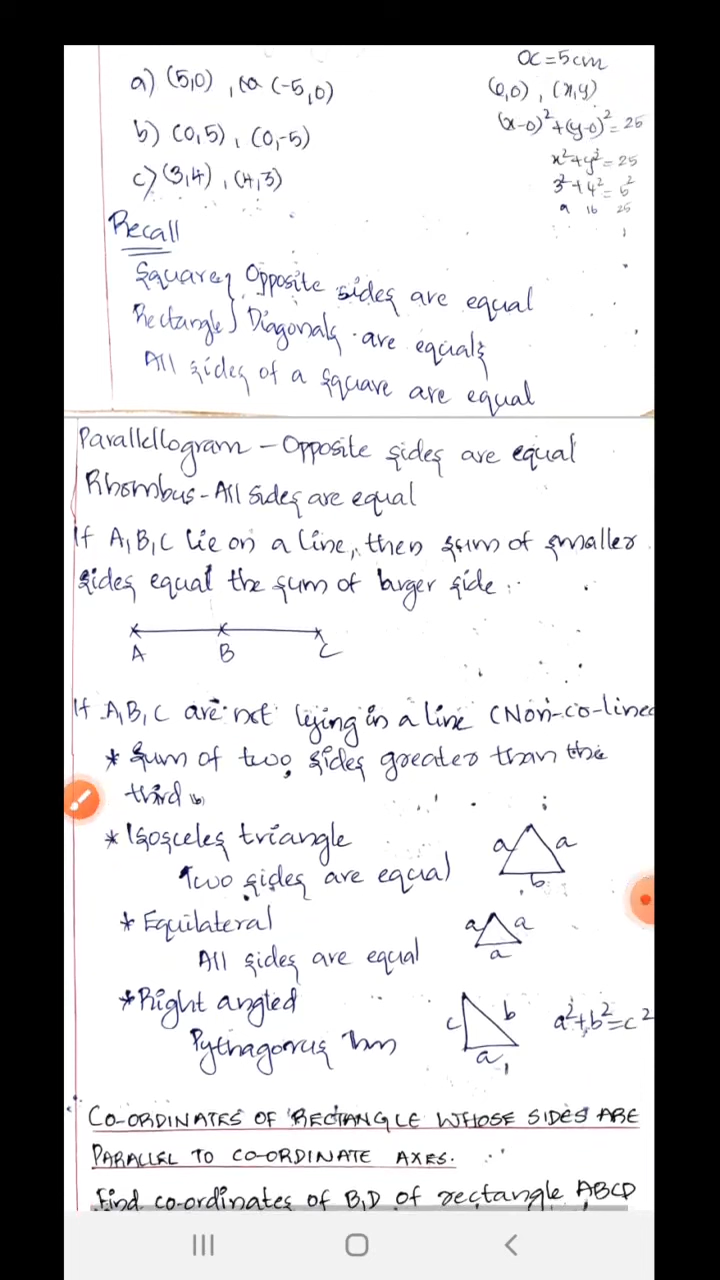 OC=5cm
a) (5,0) , (-5,0)
(0,0) , (x,y)
b) (0,5) , (0,-5)
(x-0)²+(y-0)²=25
c) (3,4) , (4,3)
x²+y²=25
3²+4²=5²
9 16 25
Recall
Square } Opposite sides are equal
Rectangle } Diagonals are equal
All sides of a square are equal
Parallellogram - Opposite sides are equal
Rhombus - All sides are equal
If A,B,C lie on a line, then sum of smaller
sides equal the sum of larger side.
A B C
If A,B,C are not lying in a line (Non-co-linea
* Sum of two sides greater than the
third
* Isosceles triangle
a a
Two sides are equal
b
* Equilateral
a a
All sides are equal
a
* Right angled
c b a²+b²=c²
Pythagorus thm
a
CO-ORDINATES OF RECTANGLE WHOSE SIDES ARE
PARALLEL TO CO-ORDINATE AXES.
Find co-ordinates of B,D of rectangle ABCD